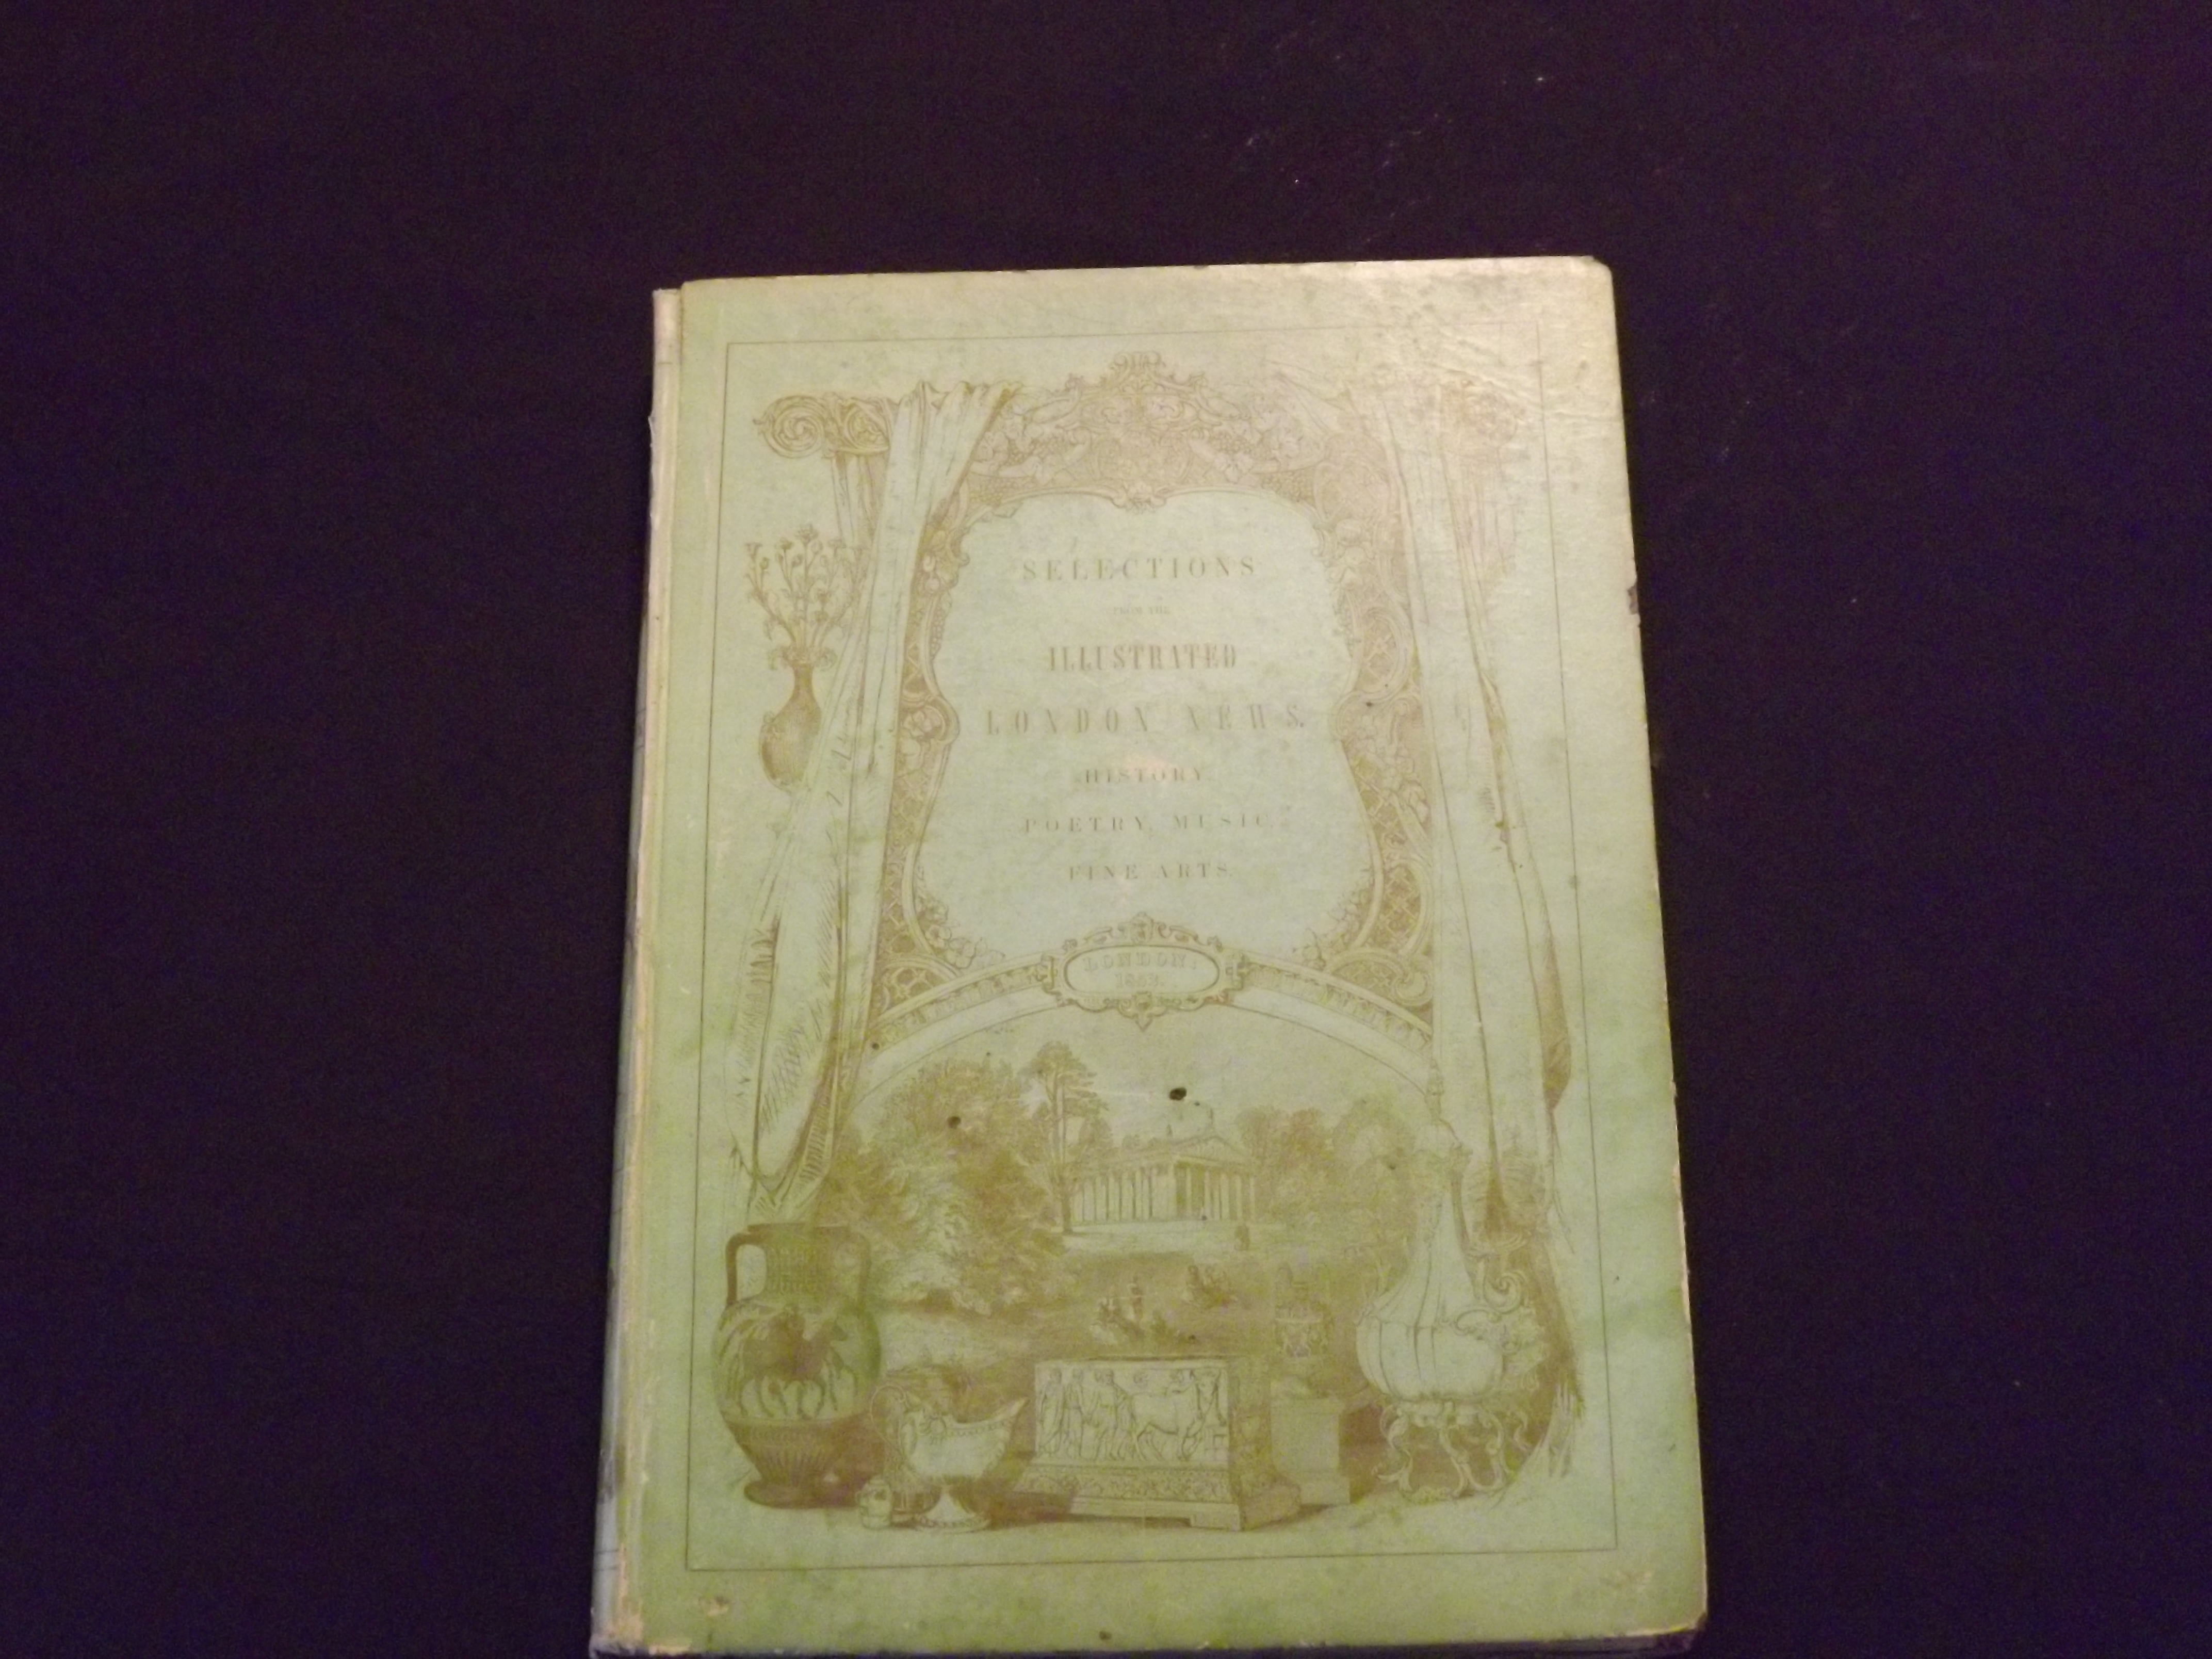 SELECTIONS
FROM THE
ILLUSTRATED
LONDON NEWS.
HISTORY
POETRY, MUSIC
FINE ARTS.
LONDON: